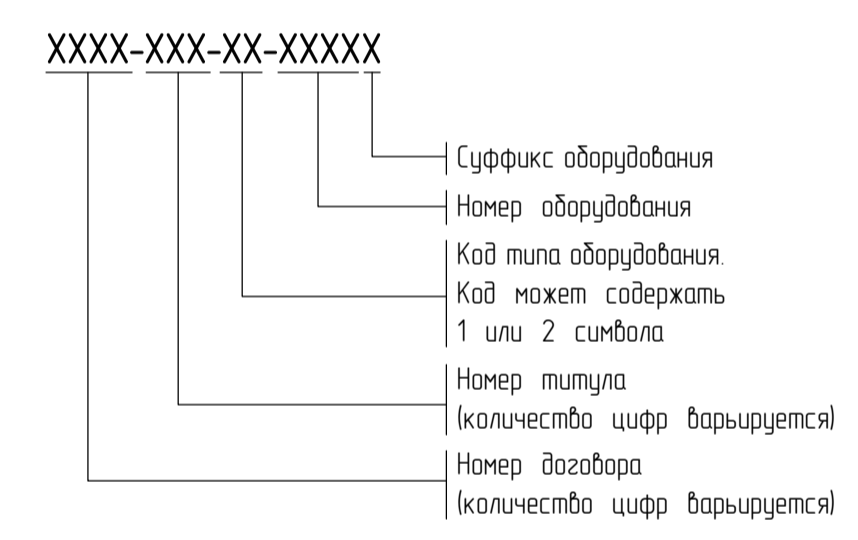 XXXX-XXX-XX-XXXXX
Суффикс оборудования
Номер оборудования
Код типа оборудования.
Код может содержать
1 или 2 символа
Номер титула
(количество цифр варьируется)
Номер договора
(количество цифр варьируется)